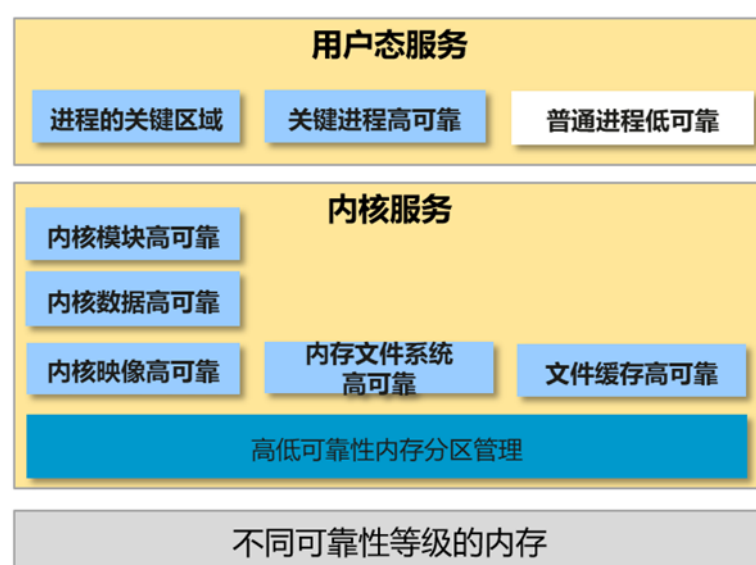 用户态服务
进程的关键区域
关键进程高可靠
普通进程低可靠
内核服务
内核模块高可靠
内核数据高可靠
内核映像高可靠
内存文件系统
高可靠
文件缓存高可靠
高低可靠性内存分区管理
不同可靠性等级的内存